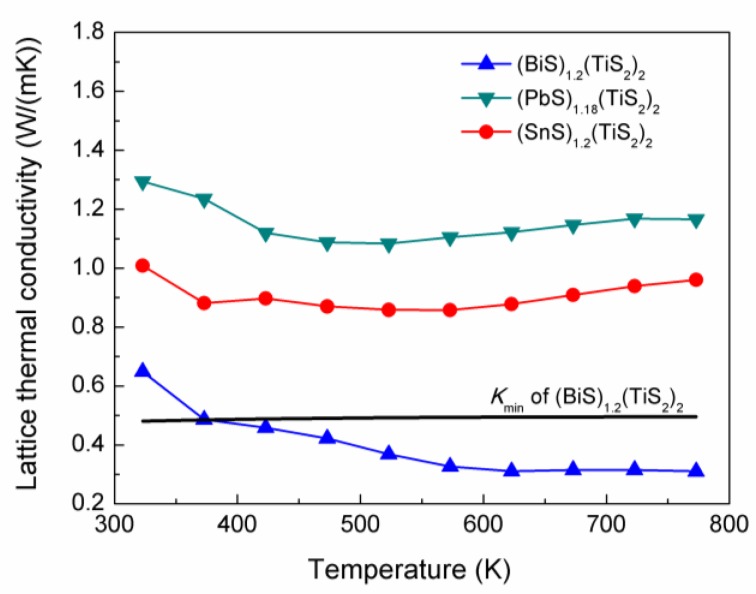 1.8
1.6
1.4
1.2
1.0
0.8
0.6
0.4
0.2
300
400
500
600
700
800
Lattice thermal conductivity (W/(mK))
Temperature (K)
(BiS)1.2(TiS2)2
(PbS)1.18(TiS2)2
(SnS)1.2(TiS2)2
Kmin of (BiS)1.2(TiS2)2